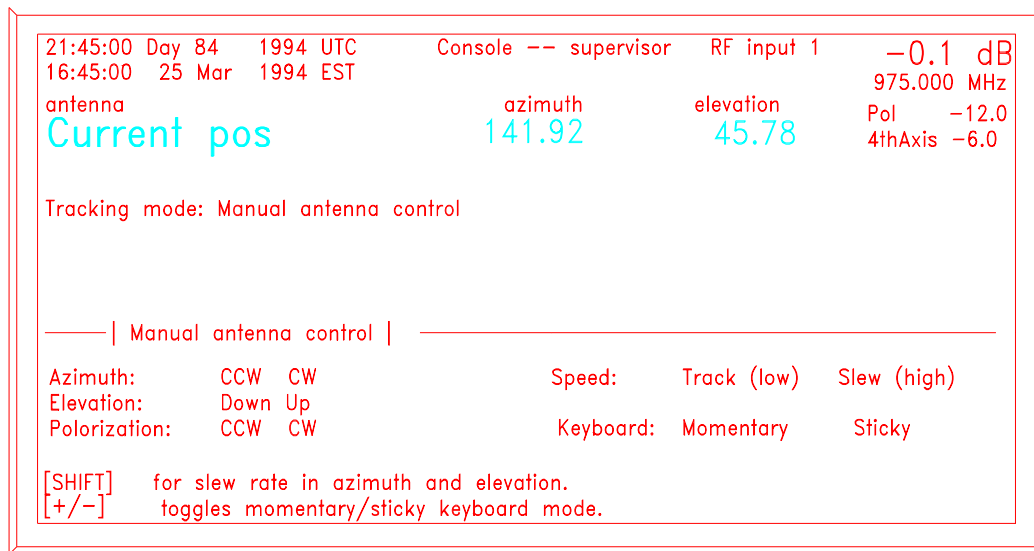 21:45:00 Day 84 1994 UTC Console -- supervisor RF input 1 -0.1 dB
16:45:00 25 Mar 1994 EST 975.000 MHz
antenna azimuth elevation Pol -12.0
Current pos 141.92 45.78 4thAxis -6.0
Tracking mode: Manual antenna control
| Manual antenna control |
Azimuth: CCW CW Speed: Track (low) Slew (high)
Elevation: Down Up
Polorization: CCW CW Keyboard: Momentary Sticky
[SHIFT] for slew rate in azimuth and elevation.
[+/-] toggles momentary/sticky keyboard mode.